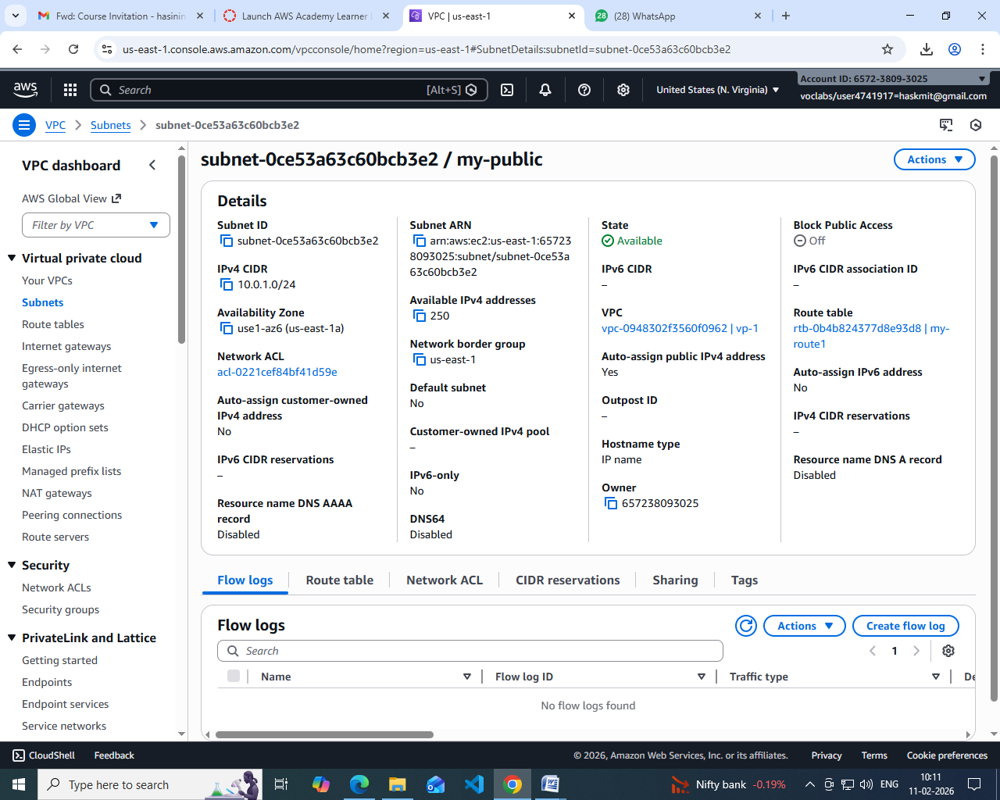 Fwd: Course Invitation - hasinin
Launch AWS Academy Learner L
VPC | us-east-1
(28) WhatsApp
us-east-1.console.aws.amazon.com/vpcconsole/home?region=us-east-1#SubnetDetails:subnetId=subnet-0ce53a63c60bcb3e2
aws
Search
[Alt+S]
United States (N. Virginia)
Account ID: 6572-3809-3025
voclabs/user4741917=haskmit@gmail.com
VPC
Subnets
subnet-0ce53a63c60bcb3e2
VPC dashboard
AWS Global View
Filter by VPC
Virtual private cloud
Your VPCs
Subnets
Route tables
Internet gateways
Egress-only internet
gateways
Carrier gateways
DHCP option sets
Elastic IPs
Managed prefix lists
NAT gateways
Peering connections
Route servers
Security
Network ACLs
Security groups
PrivateLink and Lattice
Getting started
Endpoints
Endpoint services
Service networks
subnet-0ce53a63c60bcb3e2 / my-public
Actions
Details
Subnet ID
subnet-0ce53a63c60bcb3e2
IPv4 CIDR
10.0.1.0/24
Availability Zone
use1-az6 (us-east-1a)
Network ACL
acl-0221cef84bf41d59e
Auto-assign customer-owned
IPv4 address
No
IPv6 CIDR reservations
–
Resource name DNS AAAA
record
Disabled
Subnet ARN
arn:aws:ec2:us-east-1:65723
8093025:subnet/subnet-0ce53a
63c60bcb3e2
Available IPv4 addresses
250
Network border group
us-east-1
Default subnet
No
Customer-owned IPv4 pool
–
IPv6-only
No
DNS64
Disabled
State
Available
IPv6 CIDR
–
VPC
vpc-0948302f3560f0962 | vp-1
Auto-assign public IPv4 address
Yes
Outpost ID
–
Hostname type
IP name
Owner
657238093025
Block Public Access
Off
IPv6 CIDR association ID
–
Route table
rtb-0b4b824377d8e93d8 | my-
route1
Auto-assign IPv6 address
No
IPv4 CIDR reservations
–
Resource name DNS A record
Disabled
Flow logs
Route table
Network ACL
CIDR reservations
Sharing
Tags
Flow logs
Actions
Create flow log
Search
1
Name
Flow log ID
Traffic type
De
No flow logs found
CloudShell
Feedback
© 2026, Amazon Web Services, Inc. or its affiliates.
Privacy
Terms
Cookie preferences
Type here to search
Nifty bank -0.19%
ENG
10:11
11-02-2026